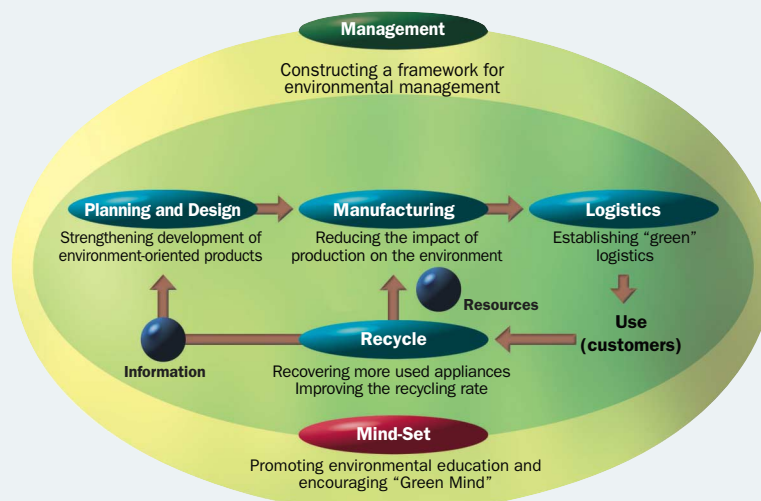 Management
Constructing a framework for
environmental management
Planning and Design
Strengthening development of
environment-oriented products
Manufacturing
Reducing the impact of
production on the environment
Logistics
Establishing “green”
logistics
Resources
Use
(customers)
Recycle
Recovering more used appliances
Improving the recycling rate
Information
Mind-Set
Promoting environmental education and
encouraging “Green Mind”